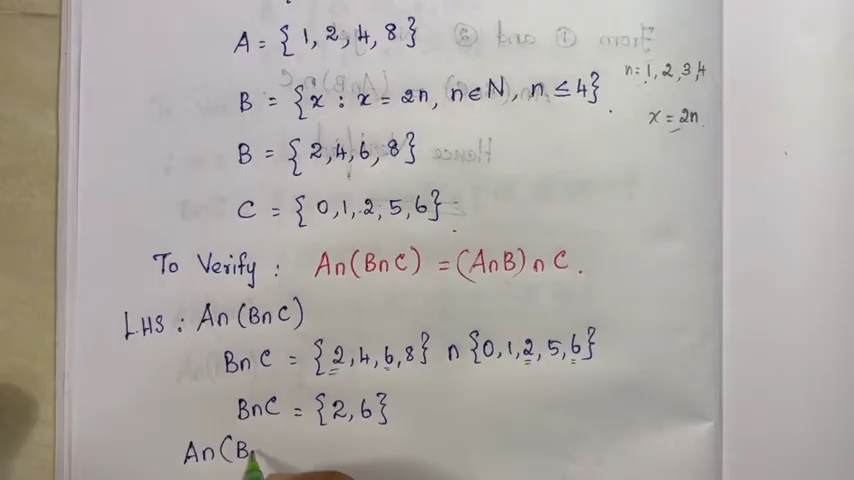 A = { 1, 2, 4, 8 }
B = { x : x = 2n, n ∈ N, n ≤ 4 } .
n = 1, 2, 3, 4
x = 2n
B = { 2, 4, 6, 8 }
C = { 0, 1, 2, 5, 6 } .
To Verify : A∩(B∩C) = (A∩B)∩C .
LHS : A∩(B∩C)
B∩C = { 2, 4, 6, 8 } ∩ { 0, 1, 2, 5, 6 }
B∩C = { 2, 6 }
A∩(B